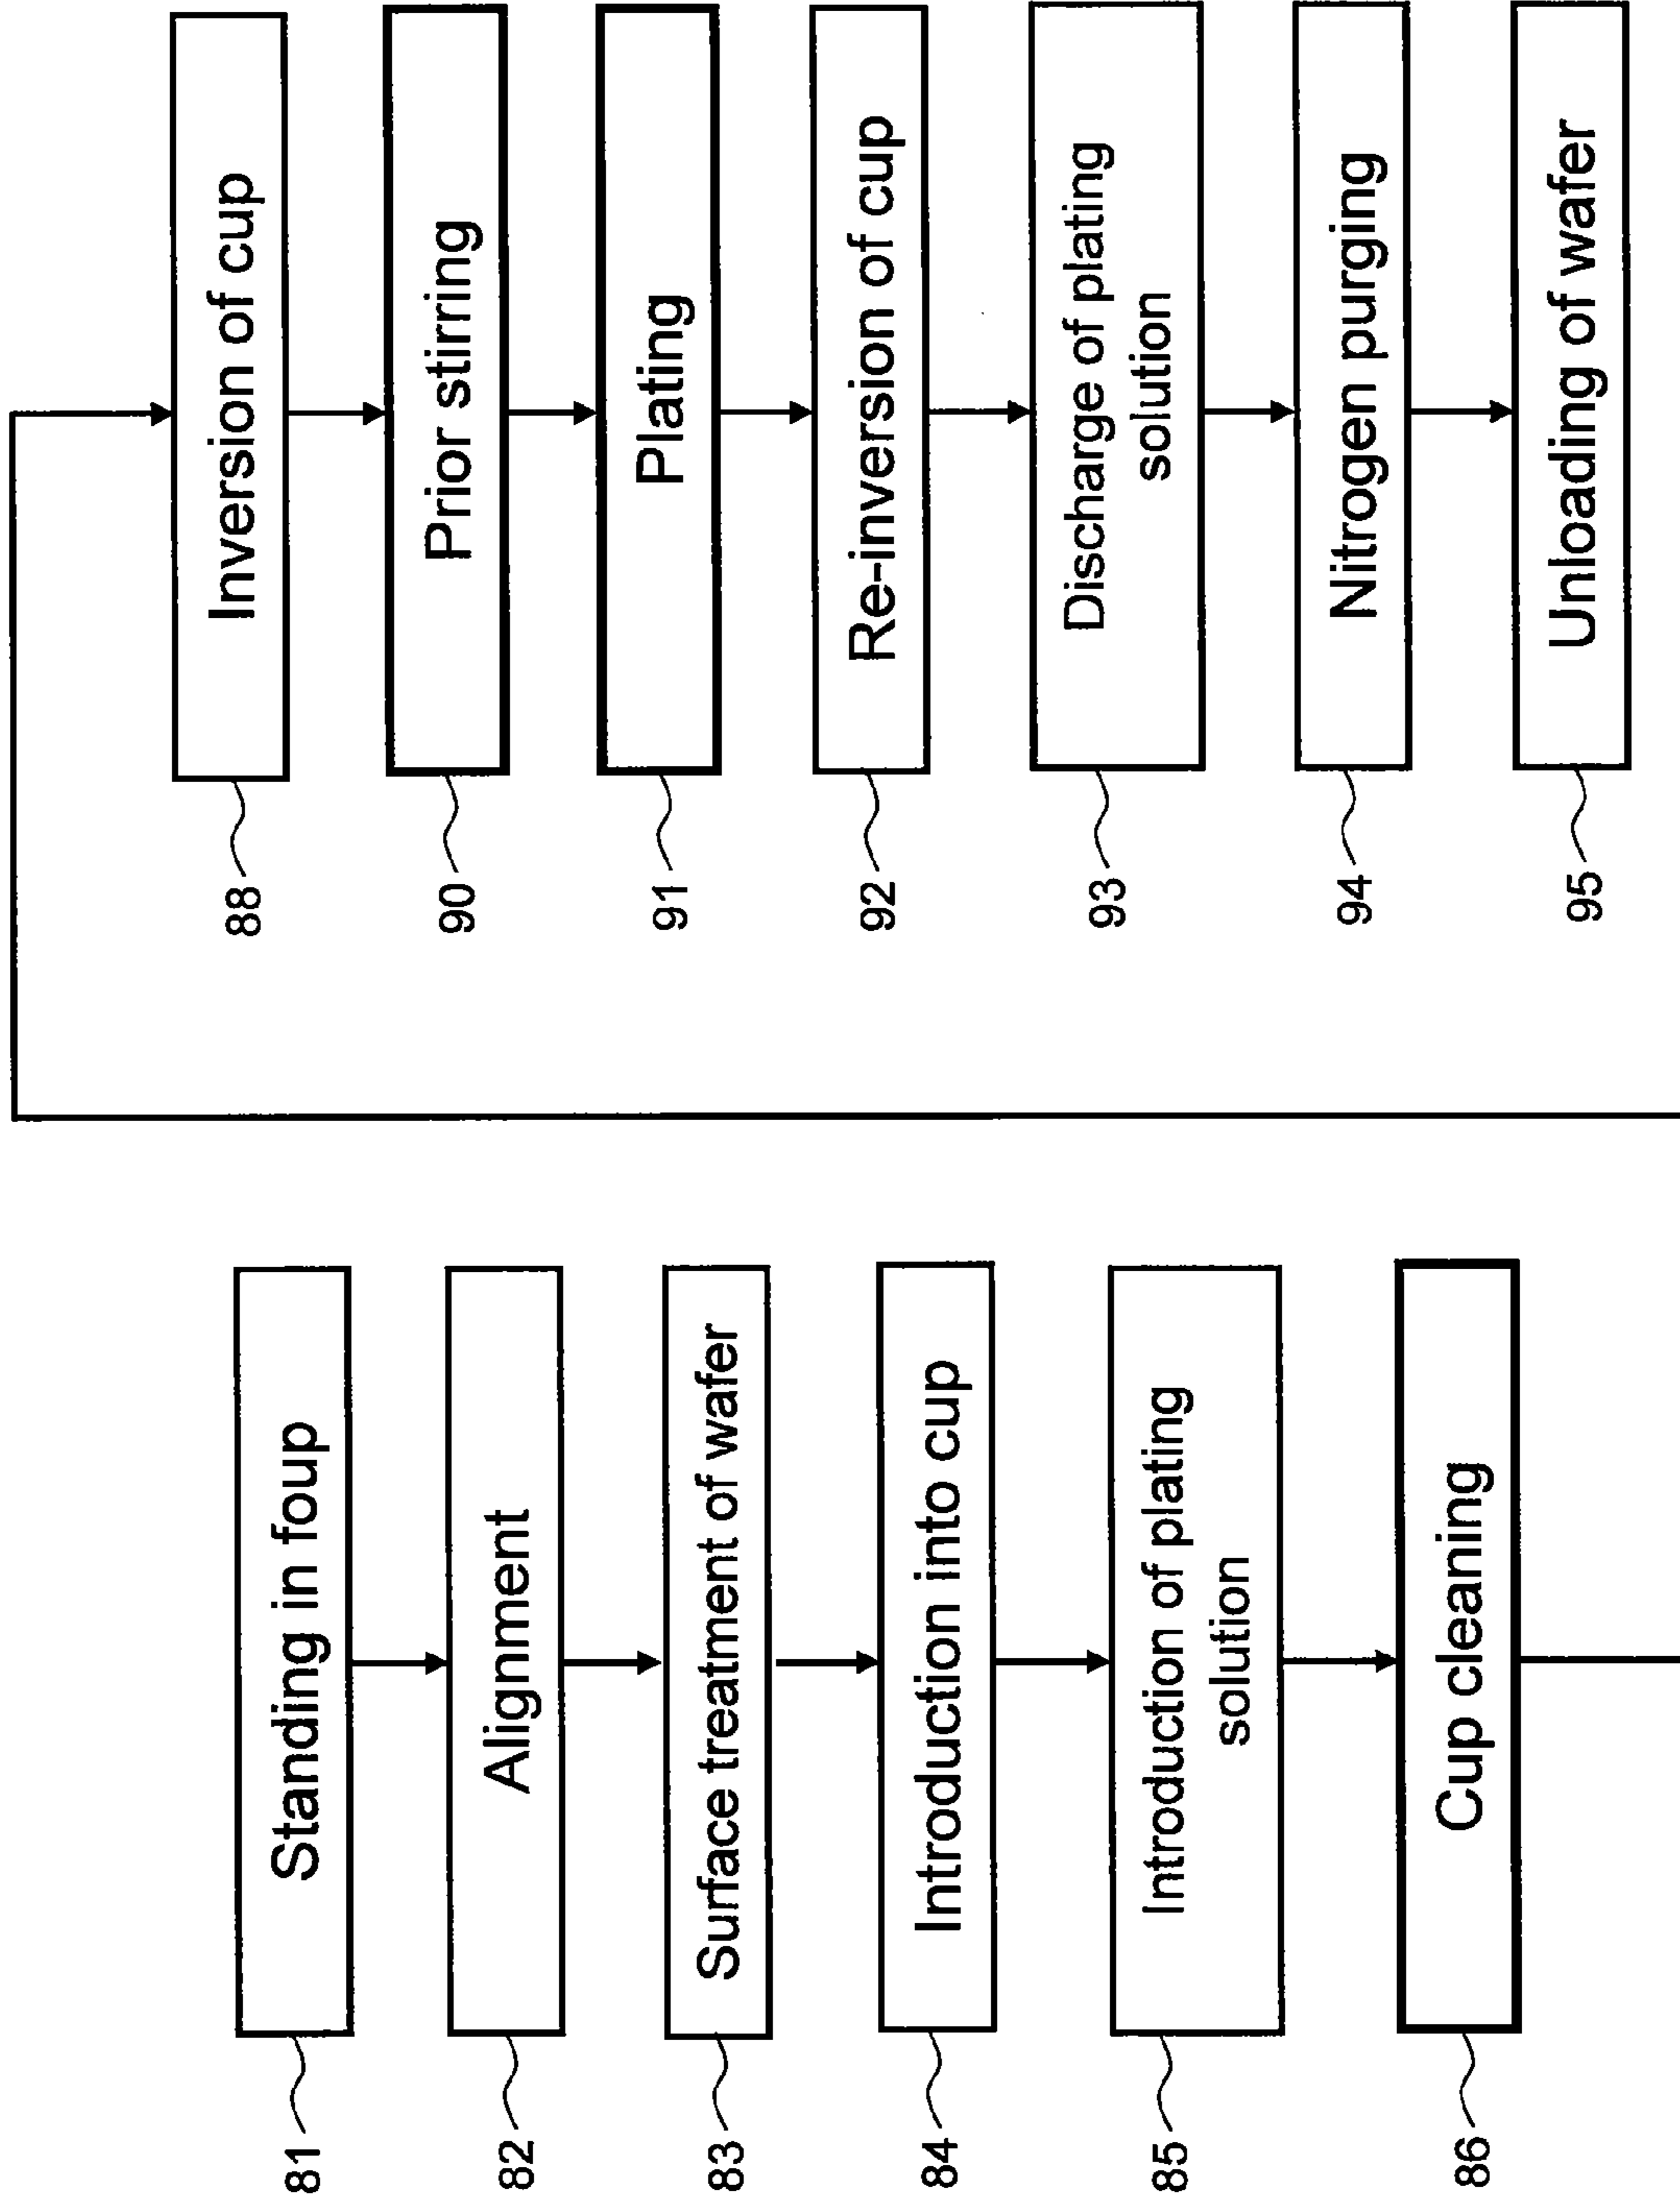 81
Standing in foup
82
Alignment
83
Surface treatment of wafer
84
Introduction into cup
85
Introduction of plating
solution
86
Cup cleaning
88
Inversion of cup
90
Prior stirring
91
Plating
92
Re-inversion of cup
93
Discharge of plating
solution
94
Nitrogen purging
95
Unloading of wafer